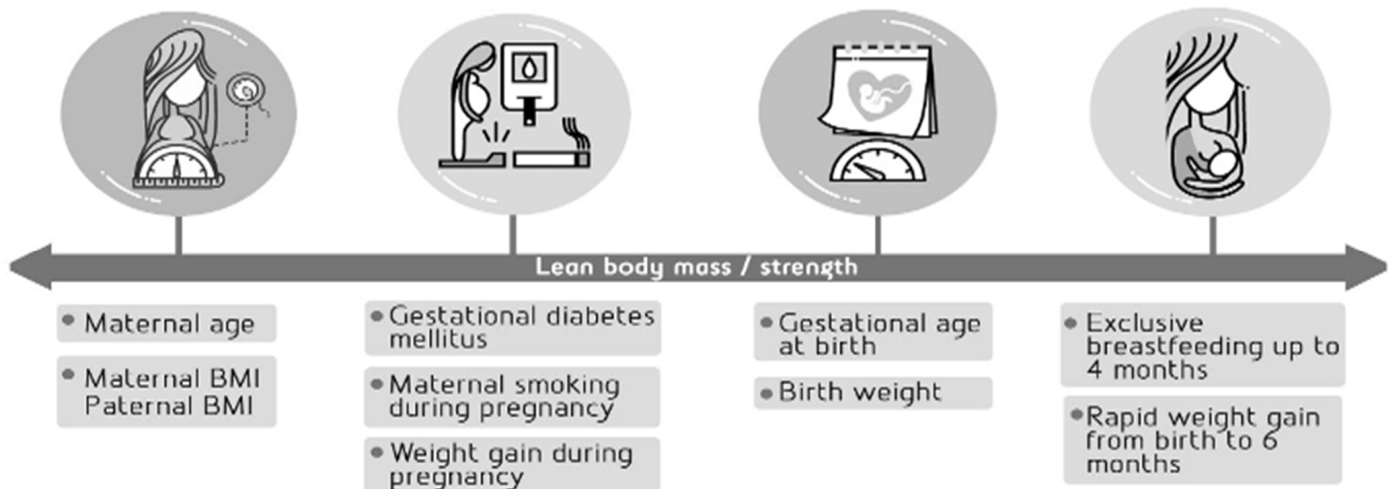 Lean body mass / strength
• Maternal age
• Maternal BMI
Paternal BMI
• Gestational diabetes
mellitus
• Maternal smoking
during pregnancy
• Weight gain during
pregnancy
• Gestational age
at birth
• Birth weight
• Exclusive
breastfeeding up to
4 months
• Rapid weight gain
from birth to 6
months